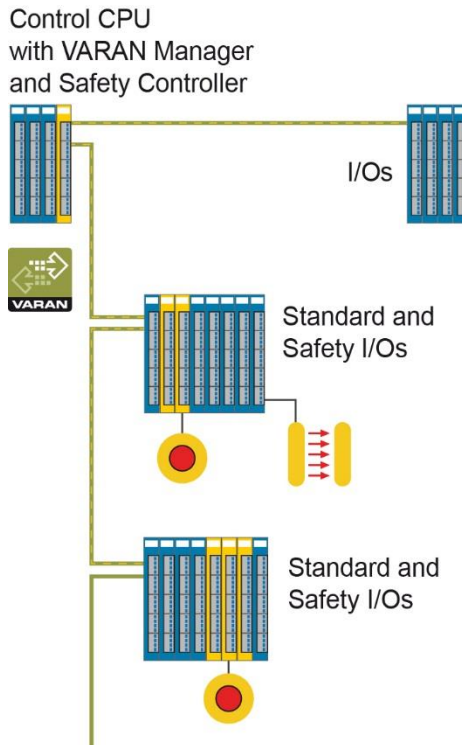 Control CPU
with VARAN Manager
and Safety Controller
I/Os
VARAN
Standard and
Safety I/Os
Standard and
Safety I/Os